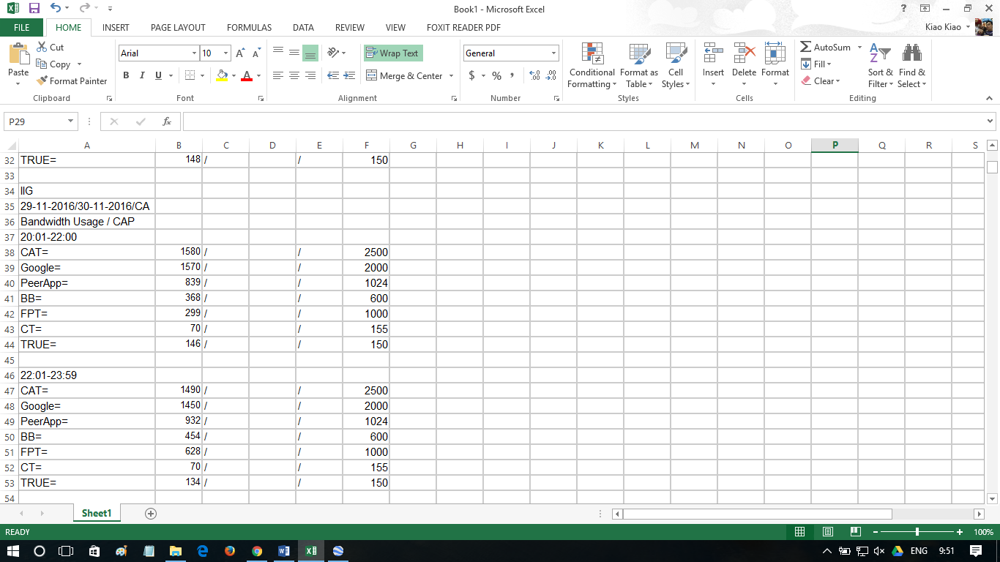 Book1 - Microsoft Excel
?
FILE HOME INSERT PAGE LAYOUT FORMULAS DATA REVIEW VIEW FOXIT READER PDF
Kiao Kiao
Paste
Cut
Copy
Format Painter
Clipboard
Arial 10
B I U
Font
Wrap Text
Merge & Center
Alignment
General
$ % ,
Number
Conditional Formatting
Format as Table
Cell Styles
Styles
Insert Delete Format
Cells
AutoSum
Fill
Clear
Sort & Filter
Find & Select
Editing
P29
fx
A B C D E F G H I J K L M N O P Q R S
32 TRUE= 148 / / 150
33
34 IIG
35 29-11-2016/30-11-2016/CA
36 Bandwidth Usage / CAP
37 20:01-22:00
38 CAT= 1580 / / 2500
39 Google= 1570 / / 2000
40 PeerApp= 839 / / 1024
41 BB= 368 / / 600
42 FPT= 299 / / 1000
43 CT= 70 / / 155
44 TRUE= 146 / / 150
45
46 22:01-23:59
47 CAT= 1490 / / 2500
48 Google= 1450 / / 2000
49 PeerApp= 932 / / 1024
50 BB= 454 / / 600
51 FPT= 628 / / 1000
52 CT= 70 / / 155
53 TRUE= 134 / / 150
54
Sheet1
READY
100%
ENG 9:51